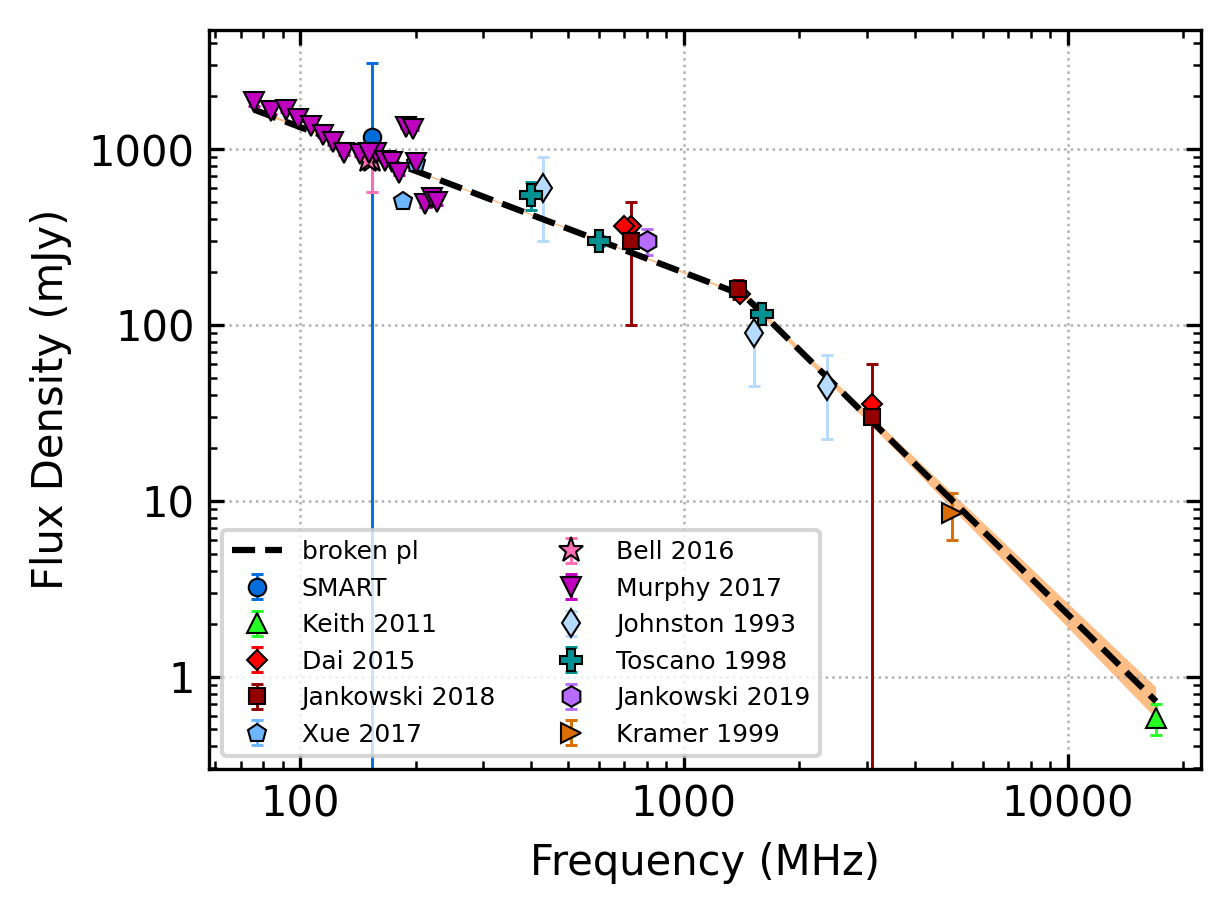 1000
100
10
1
Flux Density (mJy)
broken pl
SMART
Keith 2011
Dai 2015
Jankowski 2018
Xue 2017
Bell 2016
Murphy 2017
Johnston 1993
Toscano 1998
Jankowski 2019
Kramer 1999
100 1000 10000
Frequency (MHz)